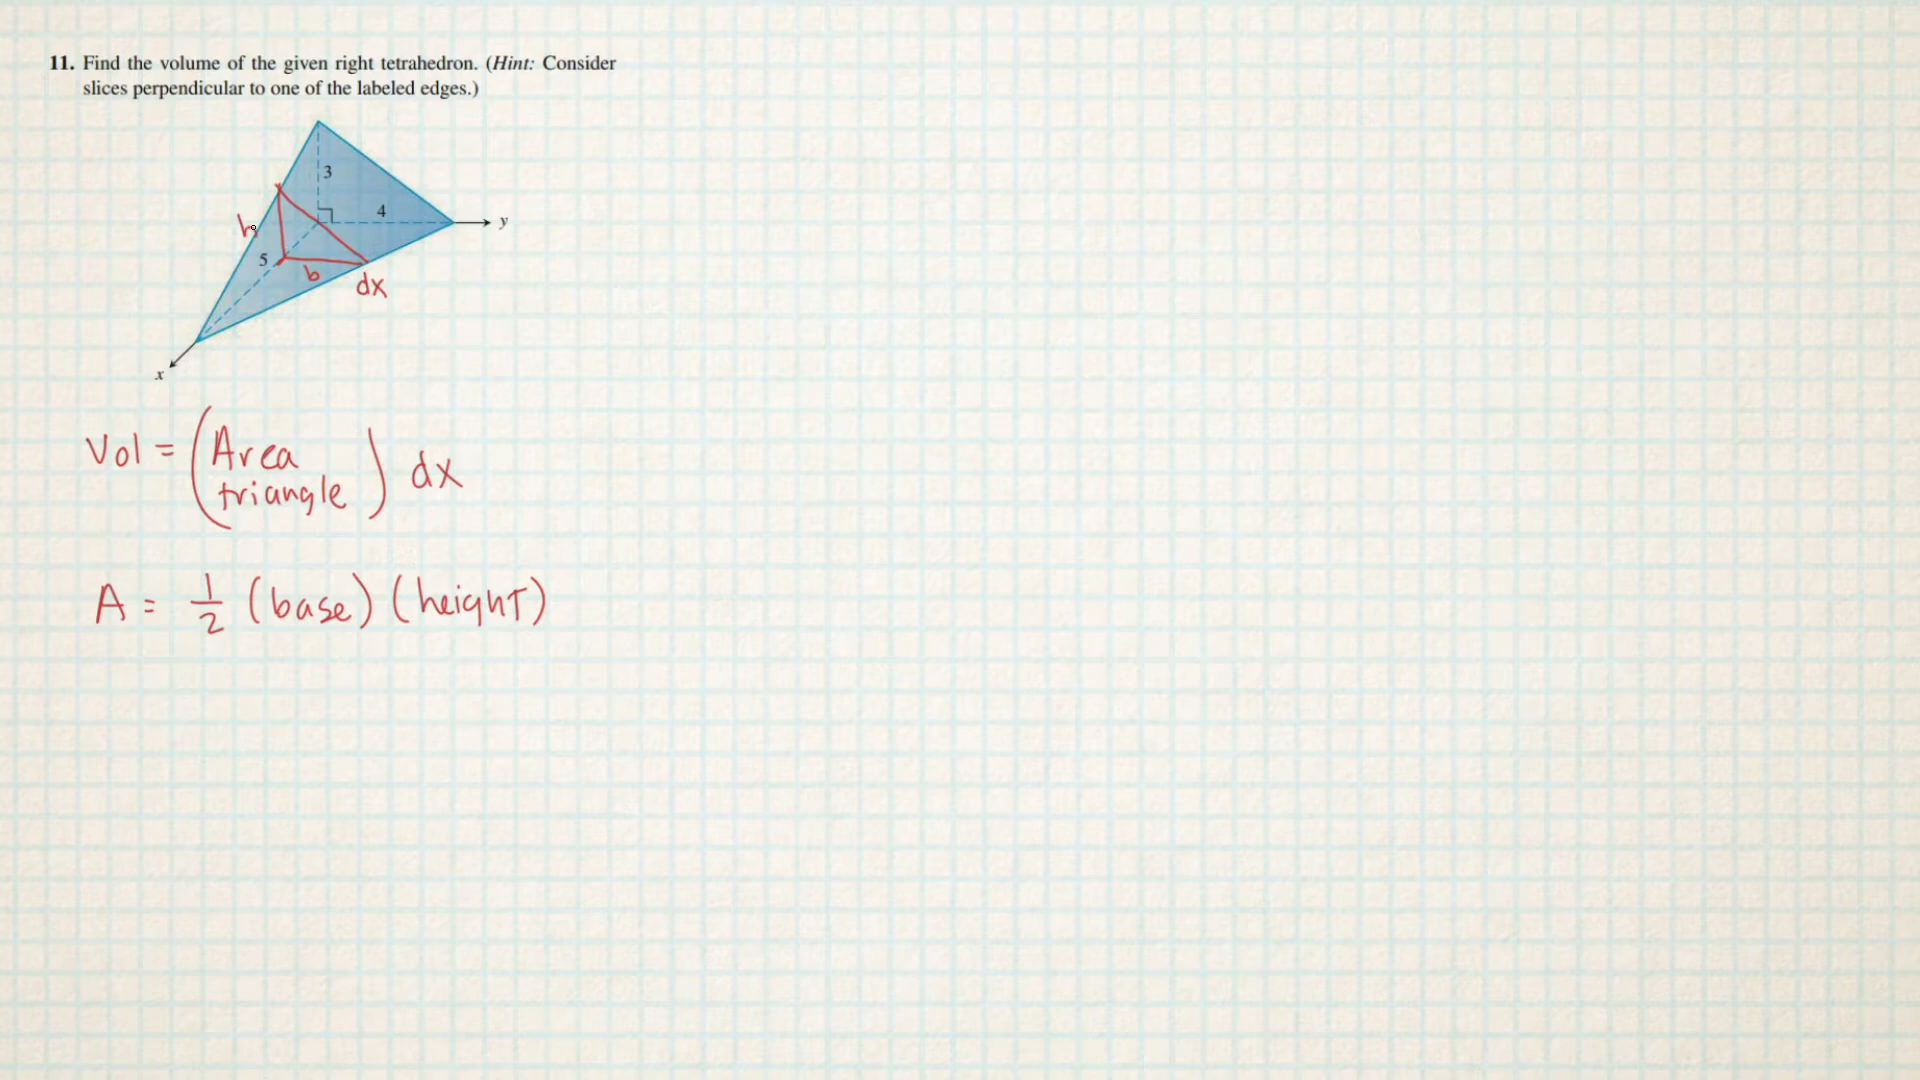 11. Find the volume of the given right tetrahedron. (Hint: Consider
slices perpendicular to one of the labeled edges.)
3
4
y
h
5
b
dx
x
Vol = (Area triangle) dx
A = 1/2 (base) (height)